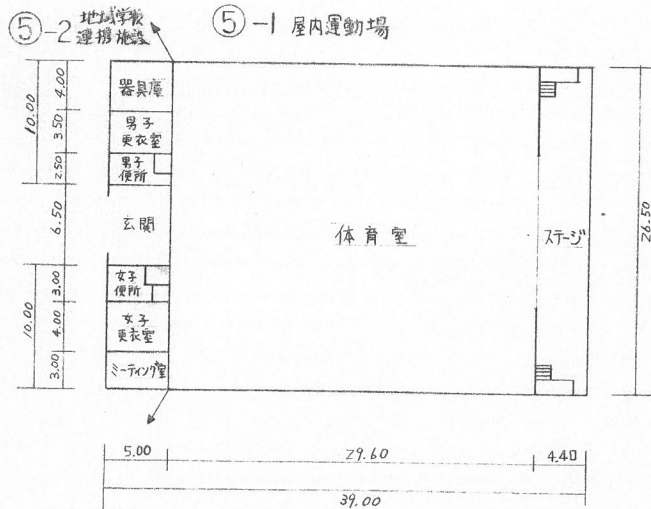 ⑤-2 地域学校
連携施設
⑤-1 屋内運動場
器具庫
男子
更衣室
男子
便所
玄関
女子
便所
女子
更衣室
ミーティング室
体育室
ステージ
10.00
4.00
3.50
2.50
6.50
10.00
3.00
4.00
3.00
26.50
5.00
29.60
4.40
39.00